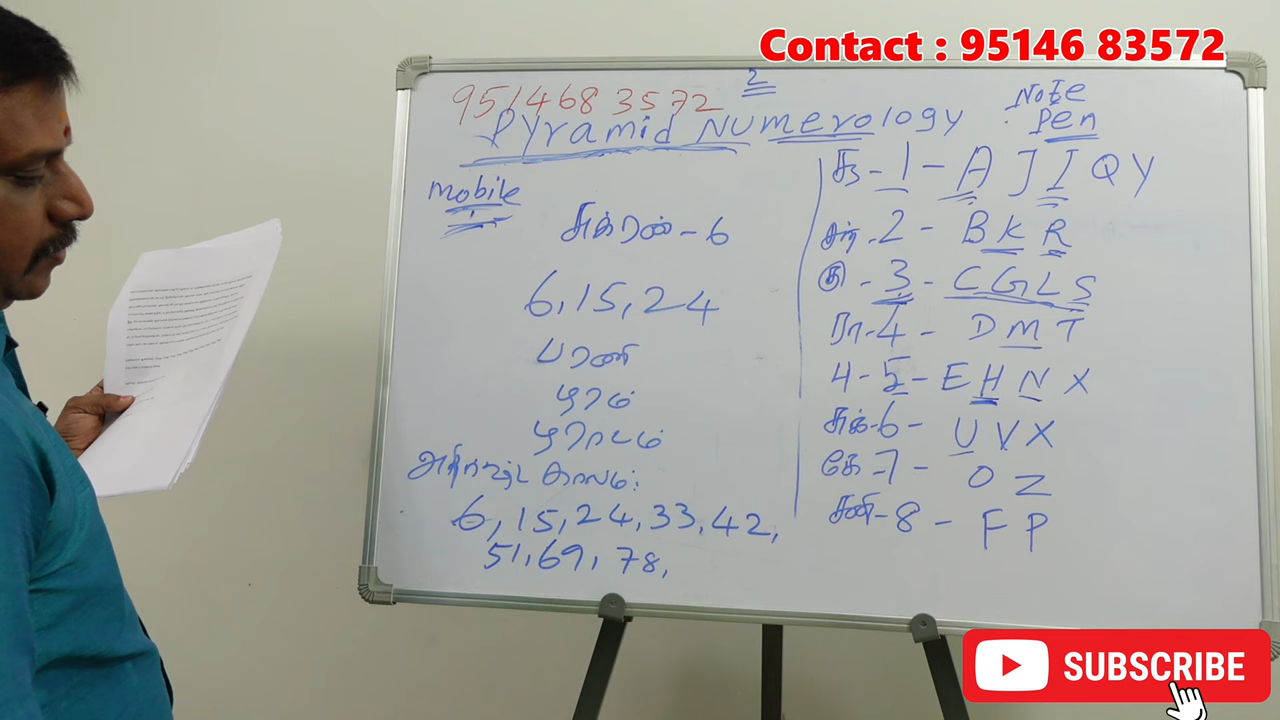 Contact : 95146 83572
9514683572
2
Pyramid Numerology
Note
Pen
mobile
சுக்ரன் - 6
6, 15, 24
பரணி
பூரம்
பூராடம்
அதிர்ஷ்ட காலம்:
6, 15, 24, 33, 42,
51, 69, 78,
1 - A J I Q Y
2 - B K R
கு - 3 - C G L S
ரா - 4 - D M T
4 - 5 - E H N X
சுக் - 6 - U V X
கே - 7 - O Z
சனி - 8 - F P
SUBSCRIBE